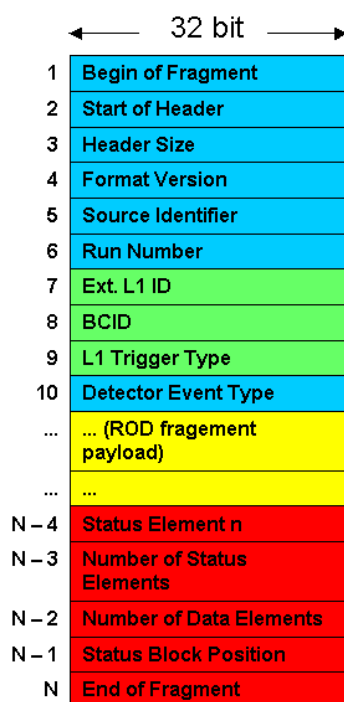 32 bit
1 Begin of Fragment
2 Start of Header
3 Header Size
4 Format Version
5 Source Identifier
6 Run Number
7 Ext. L1 ID
8 BCID
9 L1 Trigger Type
10 Detector Event Type
... ... (ROD fragement
payload)
... ...
N – 4 Status Element n
N – 3 Number of Status
Elements
N – 2 Number of Data Elements
N – 1 Status Block Position
N End of Fragment